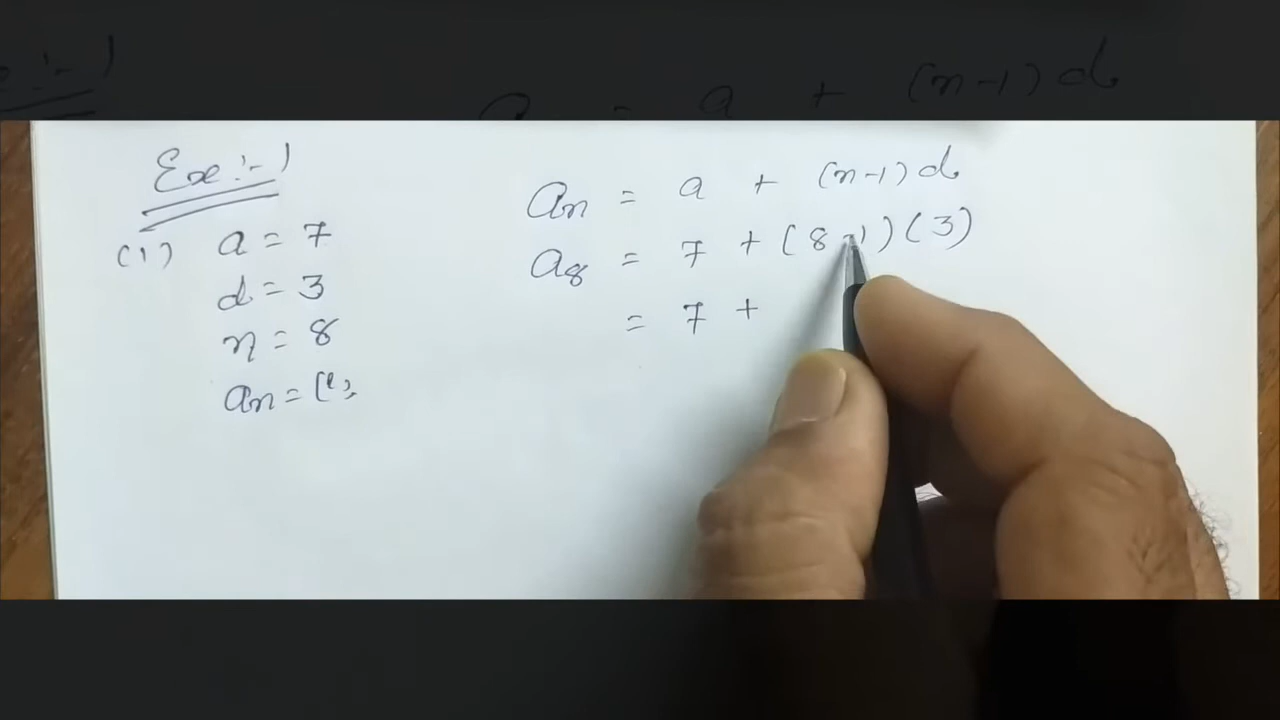 Ex :- 1
(1) a = 7
d = 3
n = 8
an =
an = a + (n-1) d
a8 = 7 + (8-1) (3)
= 7 +